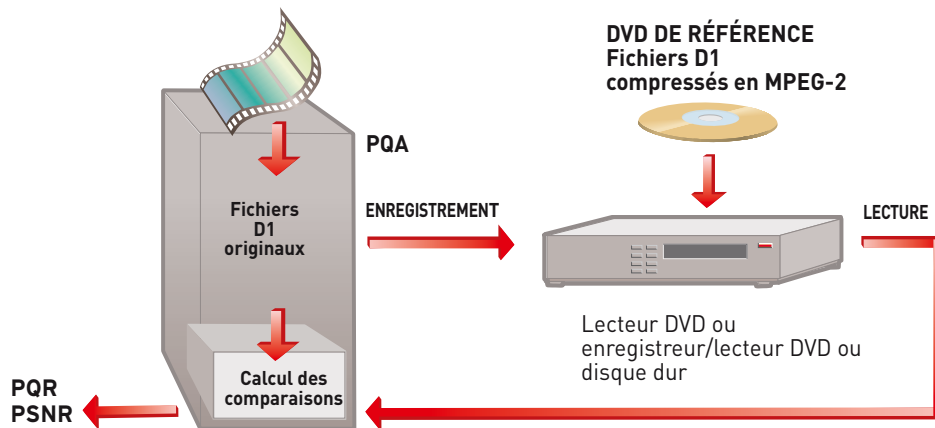 DVD DE RÉFÉRENCE
Fichiers D1
compressés en MPEG-2
PQA
Fichiers
D1
originaux
ENREGISTREMENT
LECTURE
Lecteur DVD ou
enregistreur/lecteur DVD ou
disque dur
Calcul des
comparaisons
PQR
PSNR